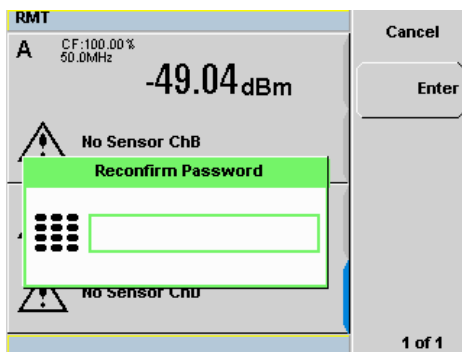 RMT
Cancel
A CF:100.00%
50.0MHz
-49.04dBm
Enter
No Sensor ChB
Reconfirm Password
No Sensor ChB
1 of 1